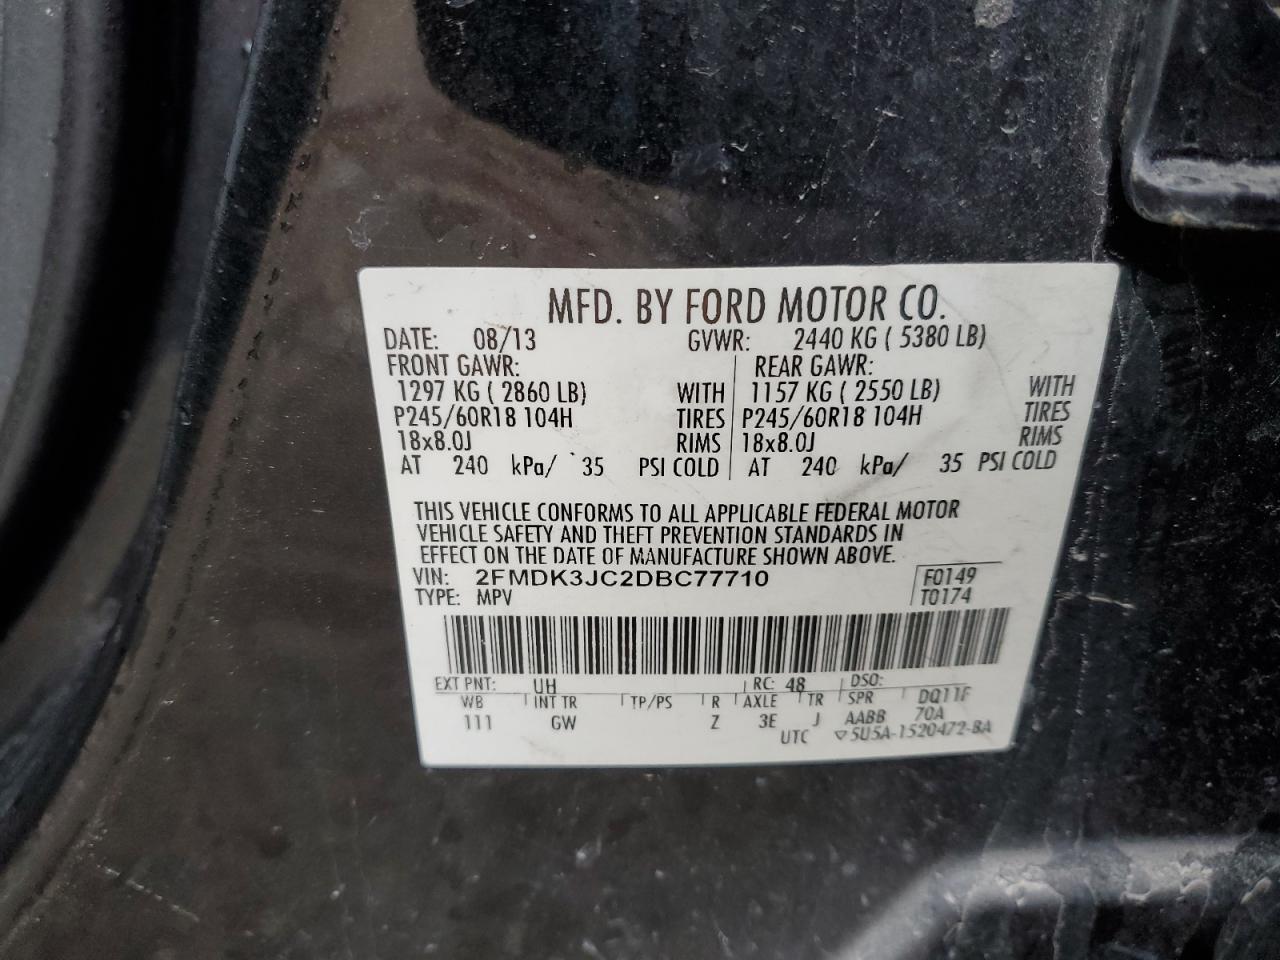 MFD. BY FORD MOTOR CO.
DATE: 08/13 GVWR: 2440 KG ( 5380 LB)
FRONT GAWR: REAR GAWR:
1297 KG ( 2860 LB) WITH 1157 KG ( 2550 LB) WITH
P245/60R18 104H TIRES P245/60R18 104H TIRES
18x8.0J RIMS 18x8.0J RIMS
AT 240 kPa/ 35 PSI COLD AT 240 kPa/ 35 PSI COLD
THIS VEHICLE CONFORMS TO ALL APPLICABLE FEDERAL MOTOR
VEHICLE SAFETY AND THEFT PREVENTION STANDARDS IN
EFFECT ON THE DATE OF MANUFACTURE SHOWN ABOVE.
VIN: 2FMDK3JC2DBC77710 F0149
TYPE: MPV T0174
EXT PNT: UH RC: 48 DSO:
WB INT TR TP/PS R AXLE TR SPR DQ11F
111 GW Z 3E J AABB 70A
UTC ▽5U5A-1520472-BA